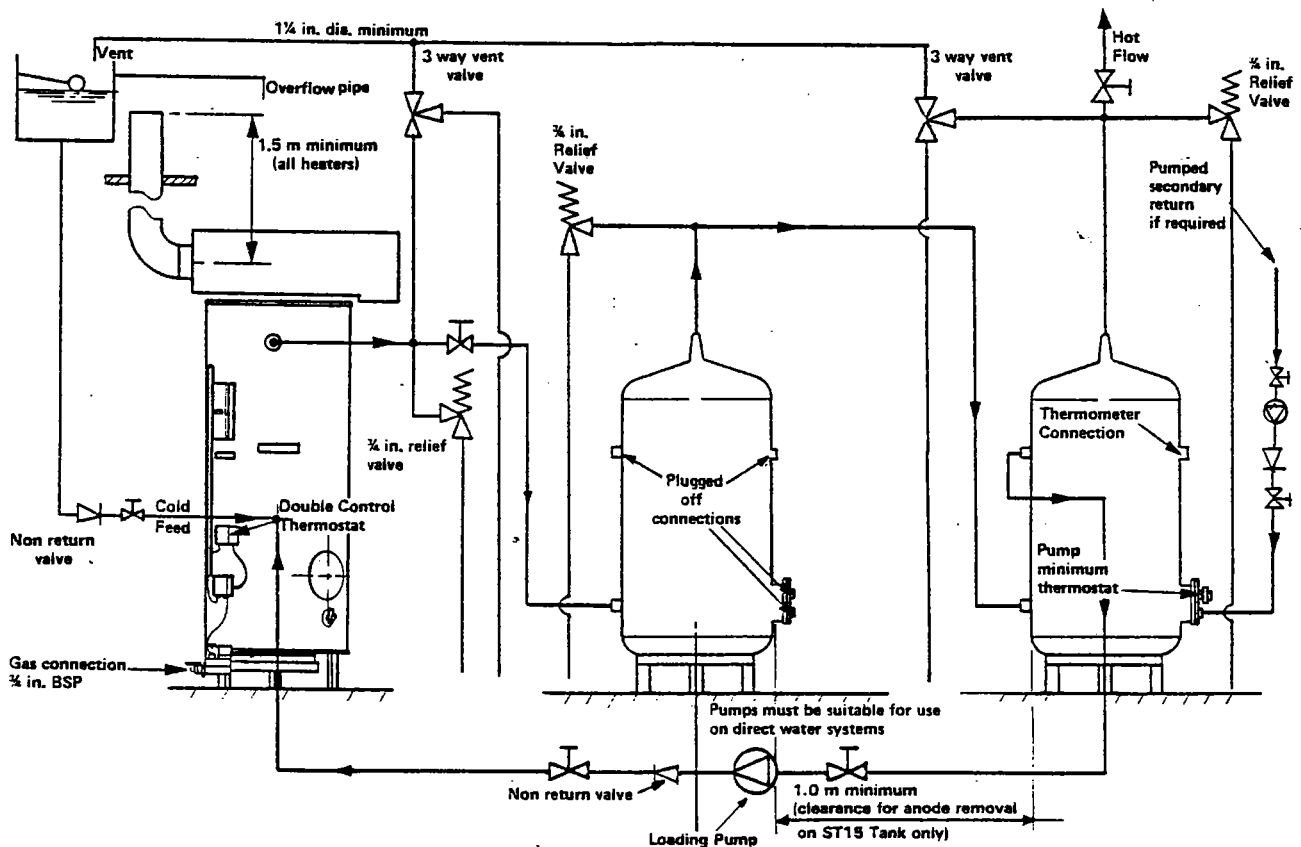 1¼ in. dia. minimum
Vent
Overflow pipe
1.5 m minimum
(all heaters)
3 way vent
valve
3 way vent
valve
Hot
Flow
¾ in.
Relief
Valve
¾ in.
Relief
Valve
Pumped
secondary
return
if required
¾ in. relief
valve
Thermometer
Connection
Plugged
off
connections
Cold
Feed
Double Control
Thermostat
Non return
valve
Pump
minimum
thermostat
Gas connection
¾ in. BSP
Pumps must be suitable for use
on direct water systems
Non return valve
1.0 m minimum
(clearance for anode removal
on ST15 Tank only)
Loading Pump